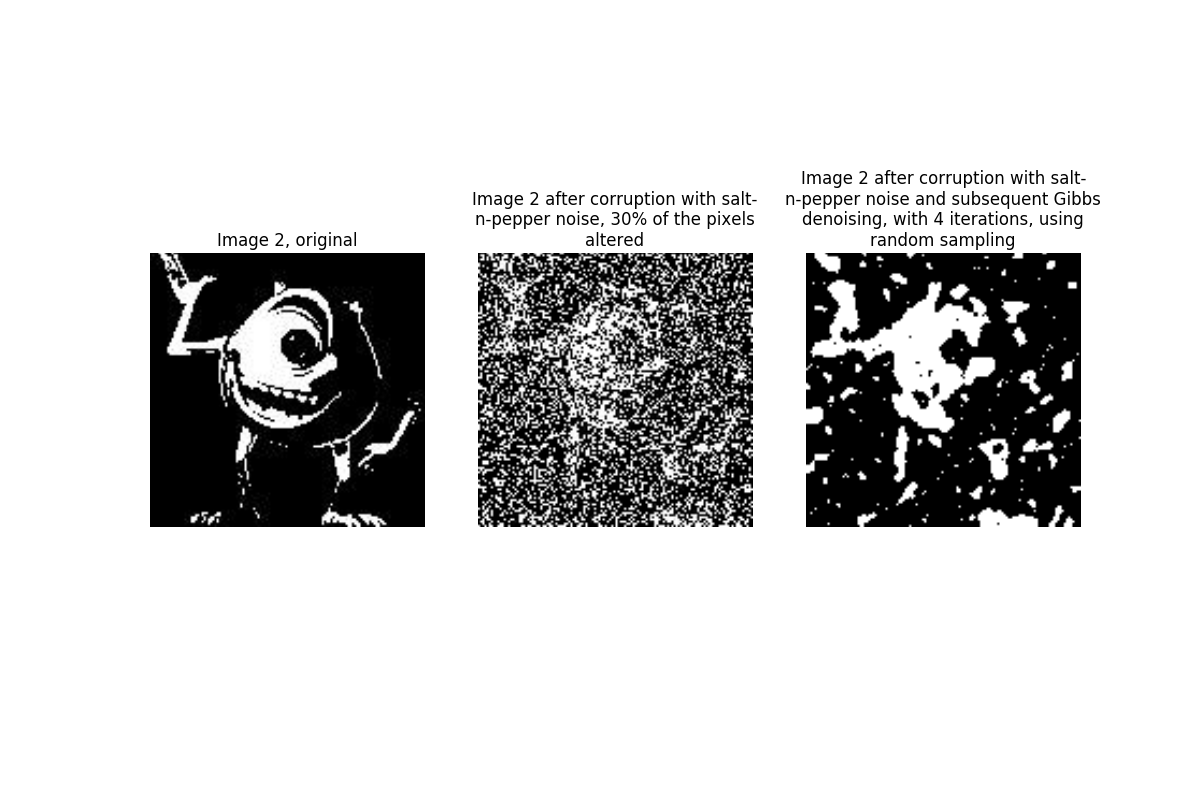 Image 2, original
Image 2 after corruption with salt-
n-pepper noise, 30% of the pixels
altered
Image 2 after corruption with salt-
n-pepper noise and subsequent Gibbs
denoising, with 4 iterations, using
random sampling